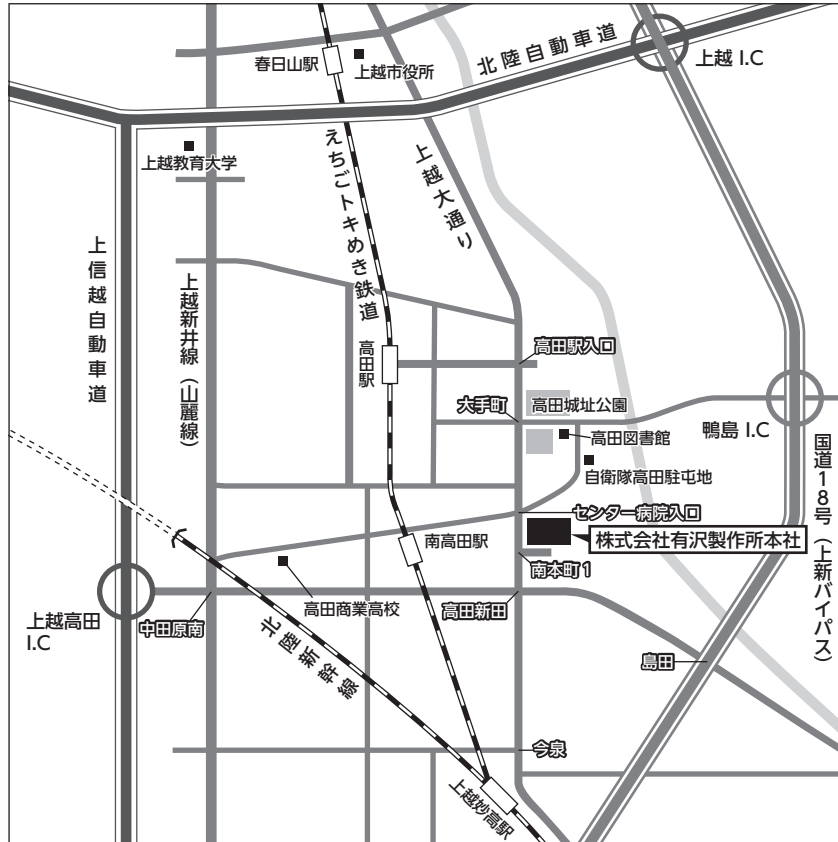 春日山駅
上越市役所
北陸自動車道
上越 I.C
上越教育大学
えちごトキめき鉄道
上越大通り
上信越自動車道
上越新井線（山麓線）
高田駅
高田駅入口
大手町
高田城址公園
高田図書館
鴨島 I.C
自衛隊高田駐屯地
国道18号（上新バイパス）
センター病院入口
株式会社有沢製作所本社
南高田駅
南本町1
上越高田
I.C
中田原南
高田商業高校
高田新田
北陸新幹線
島田
今泉
上越妙高駅